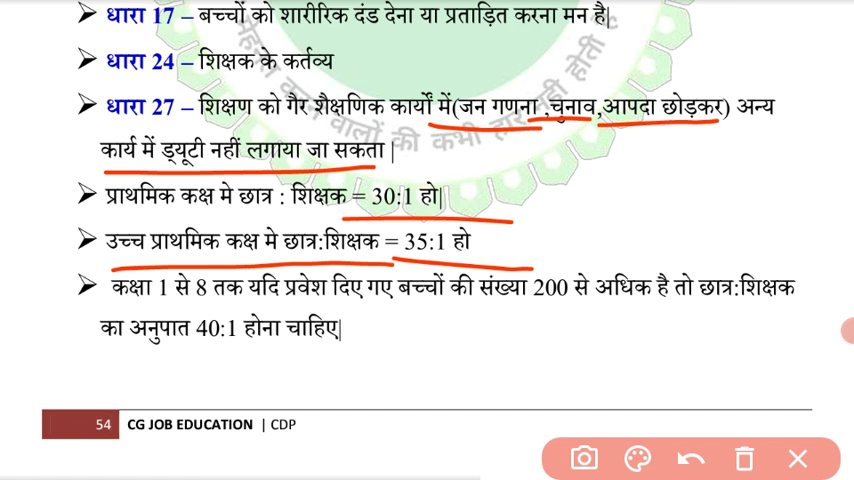 ➤ धारा 17 – बच्चों को शारीरिक दंड देना या प्रताड़ित करना मन है|
➤ धारा 24 – शिक्षक के कर्तव्य
➤ धारा 27 – शिक्षण को गैर शैक्षणिक कार्यों में(जन गणना ,चुनाव,आपदा छोड़कर) अन्य
कार्य में ड्यूटी नहीं लगाया जा सकता |
➤ प्राथमिक कक्ष मे छात्र : शिक्षक = 30:1 हो|
➤ उच्च प्राथमिक कक्ष मे छात्र:शिक्षक = 35:1 हो
➤ कक्षा 1 से 8 तक यदि प्रवेश दिए गए बच्चों की संख्या 200 से अधिक है तो छात्र:शिक्षक
का अनुपात 40:1 होना चाहिए|
वालों की कभी हार नही होती
54 CG JOB EDUCATION | CDP